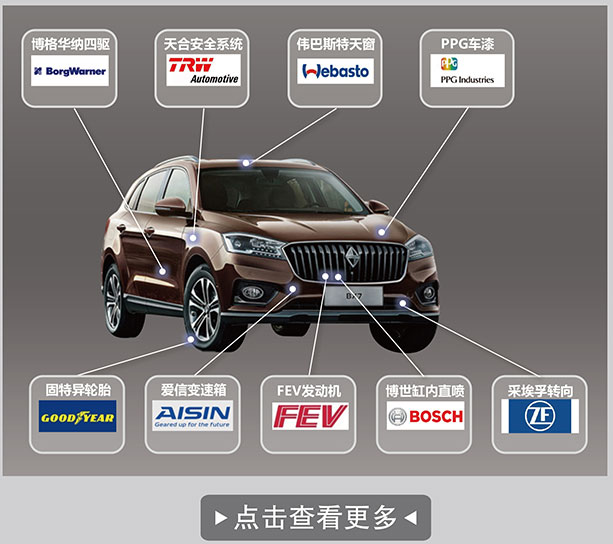 博格华纳四驱
BorgWarner
天合安全系统
TRW
Automotive
伟巴斯特天窗
Webasto
PPG车漆
PPG
PPG Industries
BX7
固特异轮胎
GOODYEAR
爱信变速箱
AISIN
Geared up for the future
FEV发动机
FEV
博世缸内直喷
BOSCH
采埃孚转向
ZF
▶点击查看更多◀